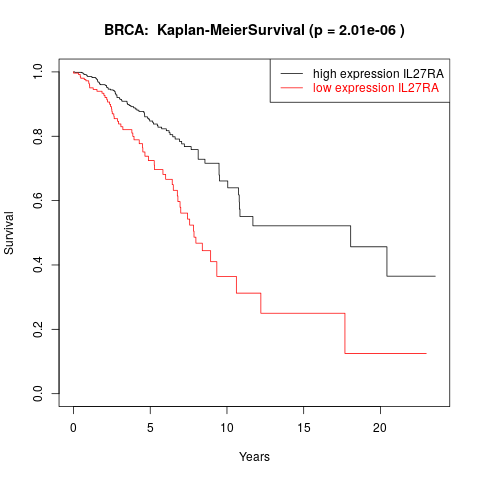 BRCA:  Kaplan-MeierSurvival (p = 2.01e-06 )
high expression IL27RA
low expression IL27RA
Survival
1.0
0.8
0.6
0.4
0.2
0.0
0 5 10 15 20
Years